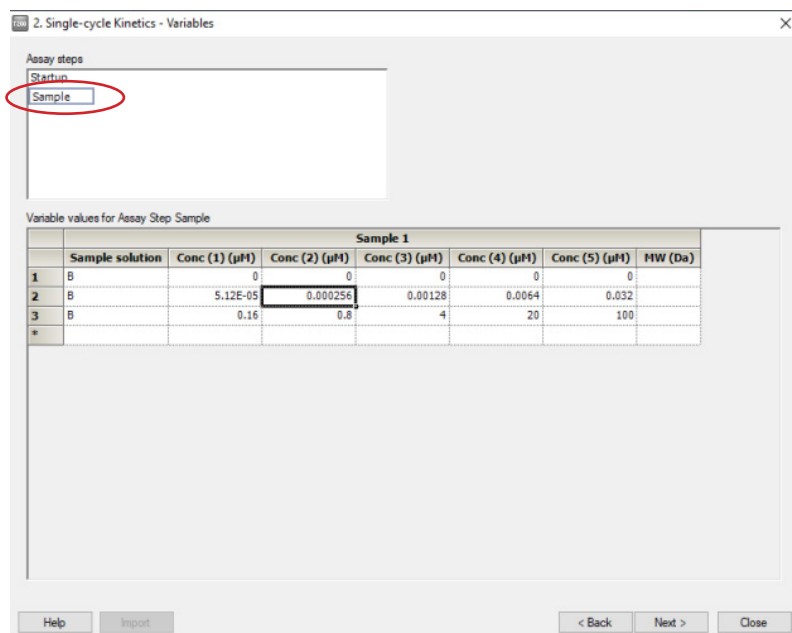 T200 2. Single-cycle Kinetics - Variables
Assay steps
Startup
Sample
Variable values for Assay Step Sample
Sample 1
Sample solution Conc (1) (µM) Conc (2) (µM) Conc (3) (µM) Conc (4) (µM) Conc (5) (µM) MW (Da)
1 B 0 0 0 0 0
2 B 5.12E-05 0.000256 0.00128 0.0064 0.032
3 B 0.16 0.8 4 20 100
*
Help Import < Back Next > Close